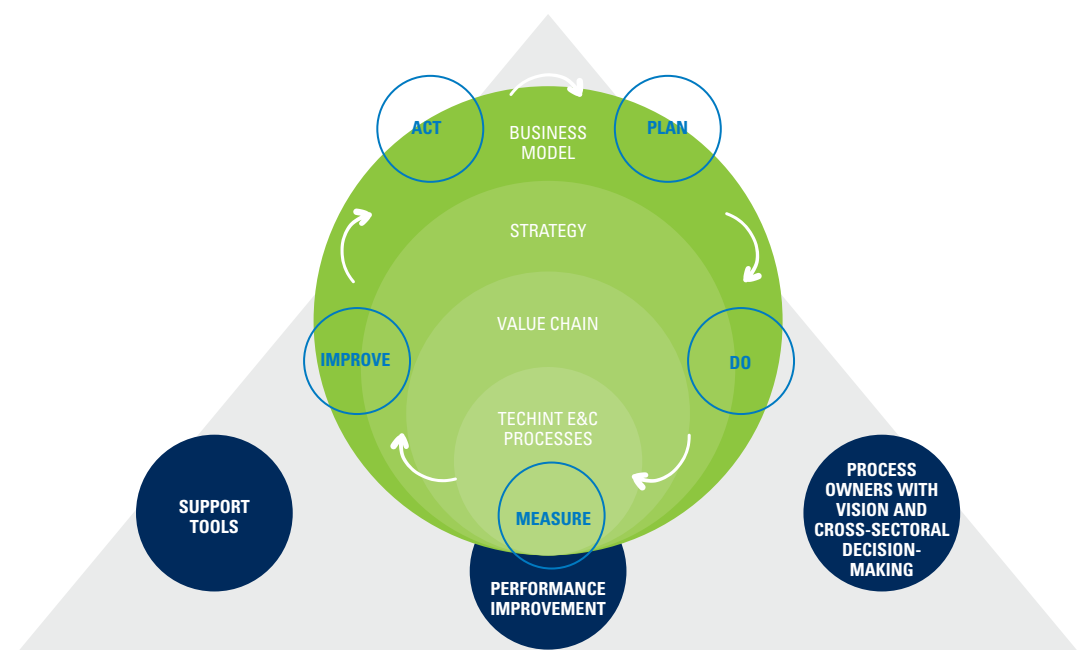 ACT
BUSINESS
MODEL
PLAN
STRATEGY
VALUE CHAIN
IMPROVE
DO
TECHINT E&C
PROCESSES
MEASURE
SUPPORT
TOOLS
PERFORMANCE
IMPROVEMENT
PROCESS
OWNERS WITH
VISION AND
CROSS-SECTORAL
DECISION-
MAKING